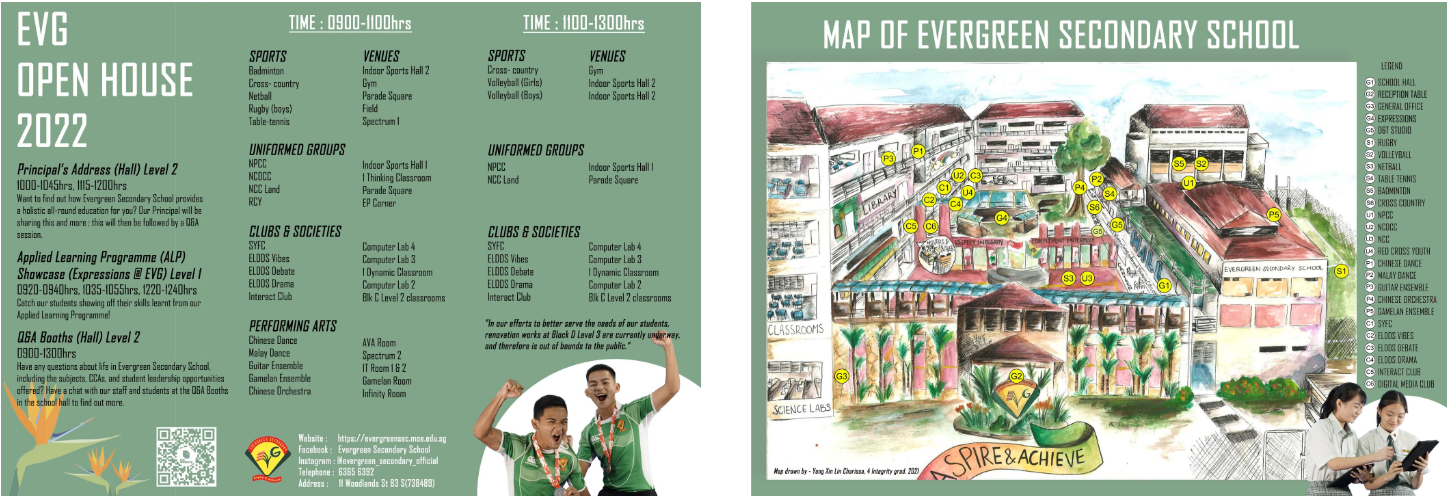 EVG
OPEN HOUSE
2022
Principal's Address (Hall) Level 2
1000-1045hrs, 1115-1200hrs
Want to find out how Evergreen Secondary School provides
a holistic all-round education for you? Our Principal will be
sharing this and more ; this will then be followed by a Q&A
session.
Applied Learning Programme (ALP)
Showcase (Expressions @ EVG) Level 1
0920-0940hrs, 1035-1055hrs, 1220-1240hrs
Catch our students showing off their skills learnt from our
Applied Learning Programme!
Q&A Booths (Hall) Level 2
0900-1300hrs
Have any questions about life in Evergreen Secondary School,
including the subjects, CCAs, and student leadership opportunities
offered? Have a chat with our staff and students at the Q&A Booths
in the school hall to find out more.
TIME : 0900-1100hrs
SPORTS VENUES
Badminton Indoor Sports Hall 2
Cross- country Gym
Netball Parade Square
Rugby (boys) Field
Table-tennis Spectrum 1
UNIFORMED GROUPS
NPCC Indoor Sports Hall 1
NCDCC 1 Thinking Classroom
NCC Land Parade Square
RCY EP Corner
CLUBS & SOCIETIES
SYFC Computer Lab 4
ELDDS Vibes Computer Lab 3
ELDDS Debate 1 Dynamic Classroom
ELDDS Drama Computer Lab 2
Interact Club Blk C Level 2 classrooms
PERFORMING ARTS
Chinese Dance AVA Room
Malay Dance Spectrum 2
Guitar Ensemble IT Room 1 & 2
Gamelan Ensemble Gamelan Room
Chinese Orchestra Infinity Room
Website : https://evergreensec.moe.edu.sg
Facebook : Evergreen Secondary School
Instagram : @evergreen_secondary_official
Telephone : 6365 6392
Address : 11 Woodlands St 83 S(738489)
TIME : 1100-1300hrs
SPORTS VENUES
Cross- country Gym
Volleyball (Girls) Indoor Sports Hall 2
Volleyball (Boys) Indoor Sports Hall 2
UNIFORMED GROUPS
NPCC Indoor Sports Hall 1
NCC Land Parade Square
CLUBS & SOCIETIES
SYFC Computer Lab 4
ELDDS Vibes Computer Lab 3
ELDDS Debate 1 Dynamic Classroom
ELDDS Drama Computer Lab 2
Interact Club Blk C Level 2 classrooms
"In our efforts to better serve the needs of our students,
renovation works at Block D Level 3 are currently underway,
and therefore is out of bounds to the public."
MAP OF EVERGREEN SECONDARY SCHOOL
P3 P1
U2 C3
C1 U4
C2 C4
C5 C6
G4
P4 P2
S4
S6
G5 G5
S5 S2
U1
P5
S1
S3 U3
G1
G3
G2
LIBRARY
INTEGRITY
EVERGREEN SECONDARY SCHOOL
CLASSROOMS
SCIENCE LABS
VG
ASPIRE & ACHIEVE
Map drawn by - Yong Xin Lin Charissa, 4 Integrity grad. 2021
LEGEND
G1 SCHOOL HALL
G2 RECEPTION TABLE
G3 GENERAL OFFICE
G4 EXPRESSIONS
G5 D&T STUDIO
S1 RUGBY
S2 VOLLEYBALL
S3 NETBALL
S4 TABLE TENNIS
S5 BADMINTON
S6 CROSS COUNTRY
U1 NPCC
U2 NCDCC
U3 NCC
U4 RED CROSS YOUTH
P1 CHINESE DANCE
P2 MALAY DANCE
P3 GUITAR ENSEMBLE
P4 CHINESE ORCHESTRA
P5 GAMELAN ENSEMBLE
C1 SYFC
C2 ELDDS VIBES
C3 ELDDS DEBATE
C4 ELDDS DRAMA
C5 INTERACT CLUB
C6 DIGITAL MEDIA CLUB